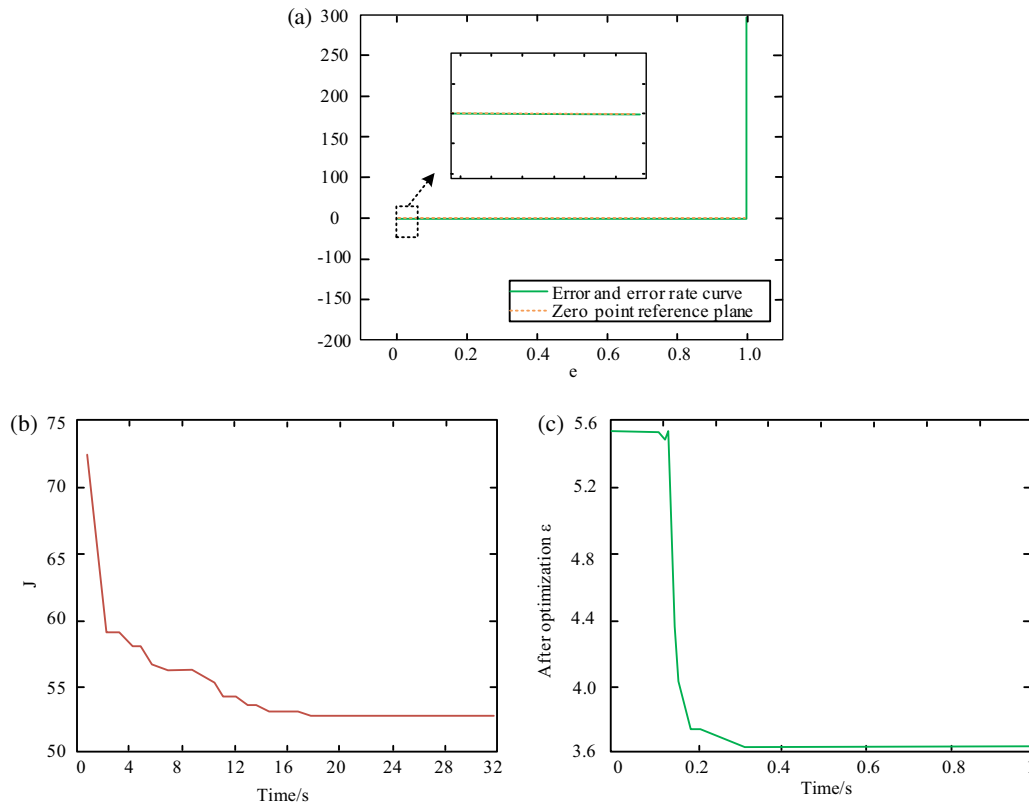 (a)
300
250
200
150
100
0
-100
-150
-200
0 0.2 0.4 0.6 0.8 1.0
e
Error and error rate curve
Zero point reference plane
(b)
75
70
65
60
55
50
J
0 4 8 12 16 20 24 28 32
Time/s
(c)
5.6
5.2
4.8
4.4
4.0
3.6
After optimization ε
0 0.2 0.4 0.6 0.8
Time/s